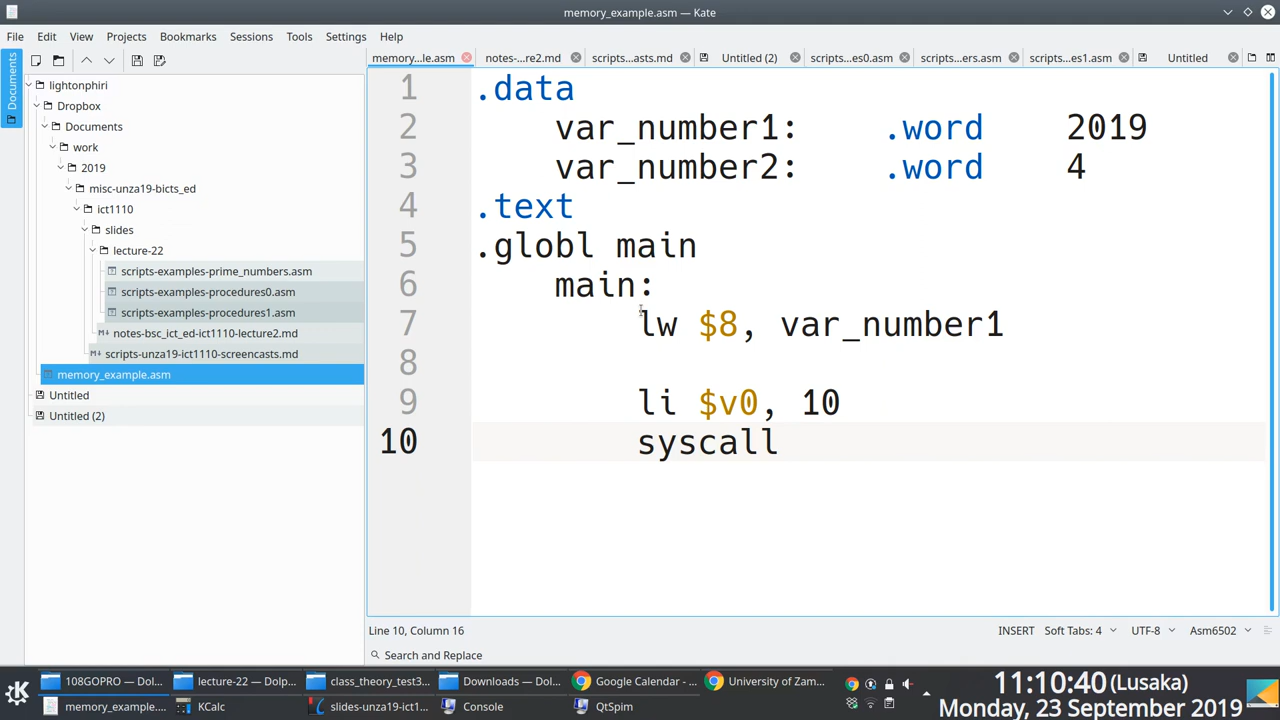 memory_example.asm — Kate
File Edit View Projects Bookmarks Sessions Tools Settings Help
Documents
memory...le.asm notes-...re2.md scripts...asts.md Untitled (2) scripts...es0.asm scripts...ers.asm scripts...es1.asm Untitled
lightonphiri
Dropbox
Documents
work
2019
misc-unza19-bicts_ed
ict1110
slides
lecture-22
scripts-examples-prime_numbers.asm
scripts-examples-procedures0.asm
scripts-examples-procedures1.asm
notes-bsc_ict_ed-ict1110-lecture2.md
scripts-unza19-ict1110-screencasts.md
memory_example.asm
Untitled
Untitled (2)
1 .data
2 var_number1: .word 2019
3 var_number2: .word 4
4 .text
5 .globl main
6 main:
7 lw $8, var_number1
8
9 li $v0, 10
10 syscall
Line 10, Column 16 INSERT Soft Tabs: 4 UTF-8 Asm6502
Search and Replace
108GOPRO — Dol... lecture-22 — Dolp... class_theory_test3... Downloads — Dol... Google Calendar -... University of Zam...
memory_example.... KCalc slides-unza19-ict1... Console QtSpim
11:10:40 (Lusaka)
Monday, 23 September 2019